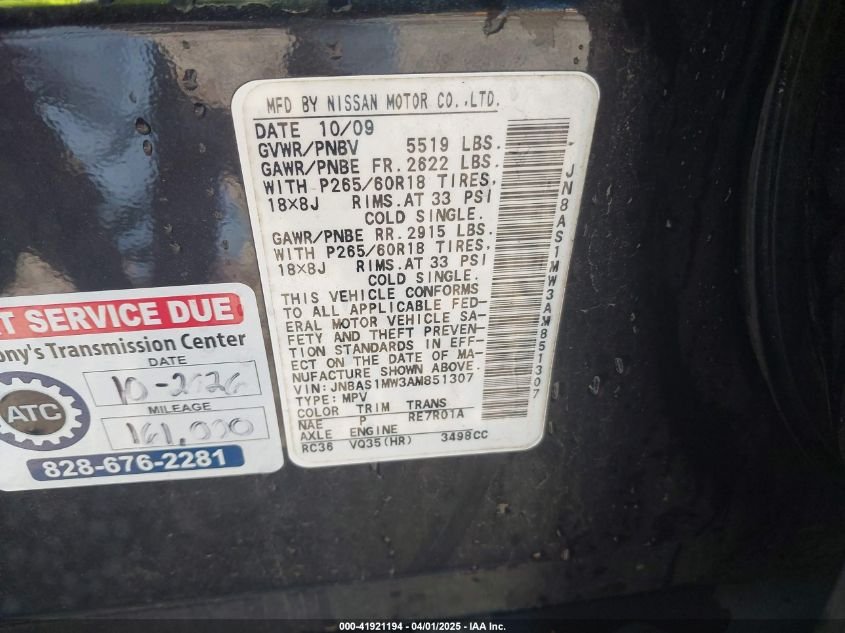 MFD BY NISSAN MOTOR CO.,LTD.
DATE 10/09
GVWR/PNBV 5519 LBS.
GAWR/PNBE FR. 2622 LBS.
WITH P265/60R18 TIRES,
18×8J RIMS.AT 33 PSI
COLD SINGLE.
GAWR/PNBE RR. 2915 LBS.
WITH P265/60R18 TIRES,
18×8J RIMS.AT 33 PSI
COLD SINGLE.
THIS VEHICLE CONFORMS
TO ALL APPLICABLE FED-
ERAL MOTOR VEHICLE SA-
FETY AND THEFT PREVEN-
TION STANDARDS IN EFF-
ECT ON THE DATE OF MA-
NUFACTURE SHOWN ABOVE.
VIN: JN8AS1MW3AM851307
TYPE: MPV
COLOR TRIM TRANS
NAE P RE7R01A
AXLE ENGINE
RC36 VQ35(HR) 3498CC
JN8AS1MW3AM851307
T SERVICE DUE
ony's Transmission Center
DATE
10-2026
MILEAGE
161,000
ATC
828-676-2281
000-41921194 - 04/01/2025 - IAA Inc.